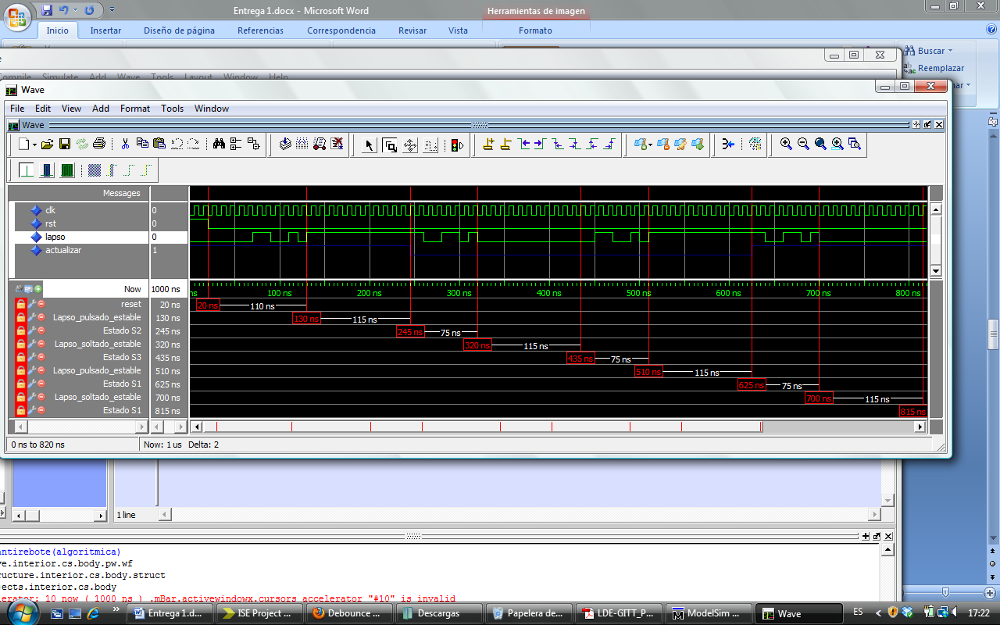 Entrega 1.docx - Microsoft Word
Herramientas de imagen
Inicio
Insertar
Diseño de página
Referencias
Correspondencia
Revisar
Vista
Formato
Buscar
Reemplazar
Compile Simulate Add Wave Tools Layout Window Help
Wave
File Edit View Add Format Tools Window
Wave
Messages
clk 0
rst 0
lapso 0
actualizar 1
Now 1000 ns
ns 100 ns 200 ns 300 ns 400 ns 500 ns 600 ns 700 ns 800 ns
reset 20 ns 20 ns 110 ns
Lapso_pulsado_estable 130 ns 130 ns 115 ns
Estado S2 245 ns 245 ns 75 ns
Lapso_soltado_estable 320 ns 320 ns 115 ns
Estado S3 435 ns 435 ns 75 ns
Lapso_pulsado_estable 510 ns 510 ns 115 ns
Estado S1 625 ns 625 ns 75 ns
Lapso_soltado_estable 700 ns 700 ns 115 ns
Estado S1 815 ns 815 ns
0 ns to 820 ns
Now: 1 us Delta: 2
1 line
antirebote(algoritmica)
ve.interior.cs.body.pw.wf
ructure.interior.cs.body.struct
jects.interior.cs.body
lerator: 10 now ( 1000 ns ) .mBar.activewindowx.cursors accelerator "#10" is invalid
Entrega 1.d...
ISE Project ...
Debounce ...
Descargas
Papelera de...
LDE-GITT_P...
ModelSim ...
Wave
ES
17:22